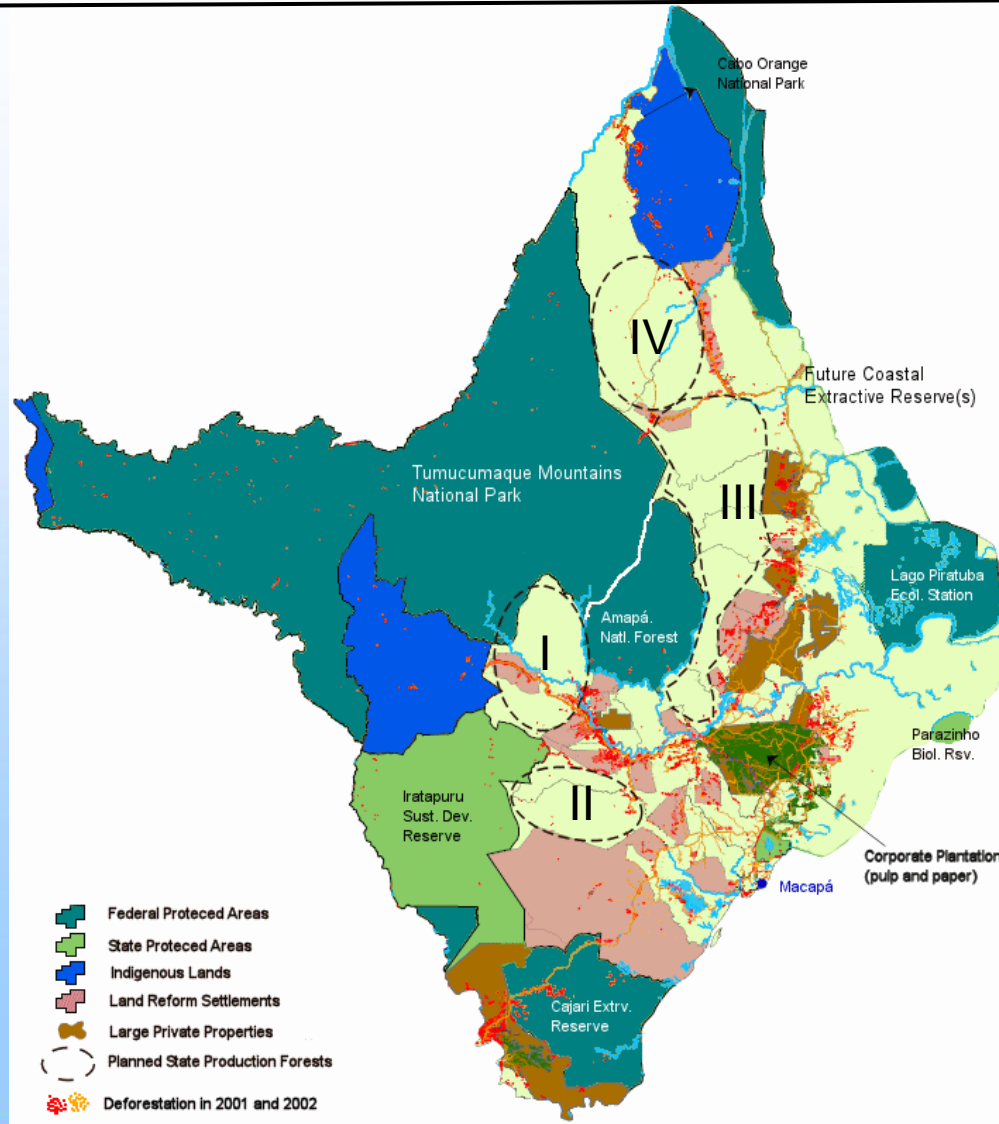 Cabo Orange
National Park
IV
Future Coastal
Extractive Reserve(s)
Tumucumaque Mountains
National Park
III
Lago Piratuba
Ecol. Station
Amapá.
Natl. Forest
I
Parazinho
Biol. Rsv.
Iratapuru
Sust. Dev.
Reserve
II
Corporate Plantation
(pulp and paper)
Macapá
Cajari Extrv.
Reserve
Federal Proteced Areas
State Proteced Areas
Indigenous Lands
Land Reform Settlements
Large Private Properties
Planned State Production Forests
Deforestation in 2001 and 2002